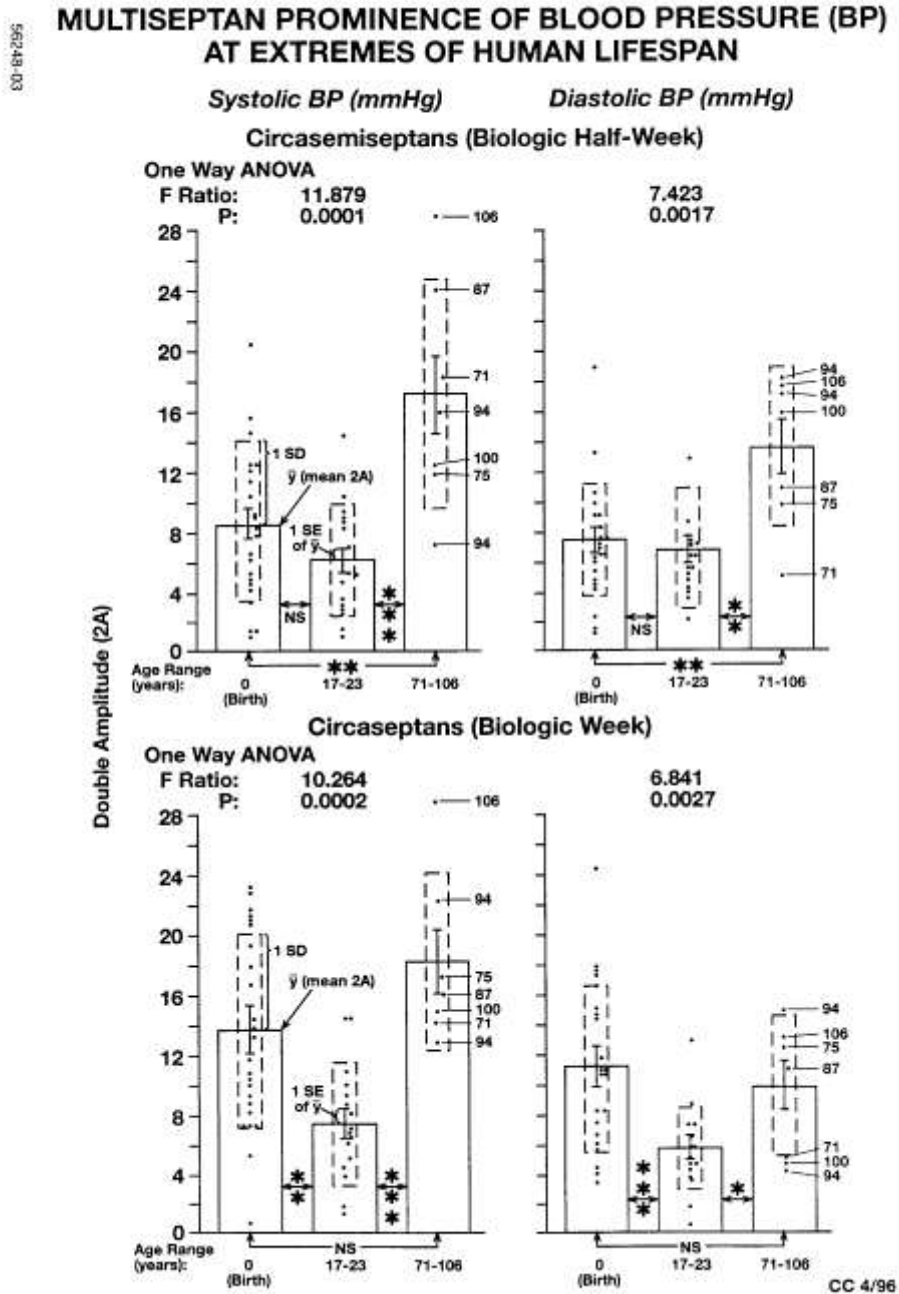 56248-03
MULTISEPTAN PROMINENCE OF BLOOD PRESSURE (BP)
AT EXTREMES OF HUMAN LIFESPAN
Systolic BP (mmHg) Diastolic BP (mmHg)
Circasemiseptans (Biologic Half-Week)
One Way ANOVA
F Ratio: 11.879 7.423
P: 0.0001 0.0017
106
28
24
20
16
12
8
4
0
87
71
94
100
75
94
1 SD
ȳ (mean 2A)
1 SE
of ȳ
NS
***
**
94
106
94
100
87
75
71
NS
**
**
Age Range
(years):
0
(Birth)
17-23
71-106
0
(Birth)
17-23
71-106
Double Amplitude (2A)
Circaseptans (Biologic Week)
One Way ANOVA
F Ratio: 10.264 6.841
P: 0.0002 0.0027
106
28
24
20
16
12
8
4
0
94
75
87
100
71
94
1 SD
ȳ (mean 2A)
1 SE
of ȳ
**
***
NS
94
106
75
87
71
100
94
***
*
NS
Age Range
(years):
0
(Birth)
17-23
71-106
0
(Birth)
17-23
71-106
CC 4/96